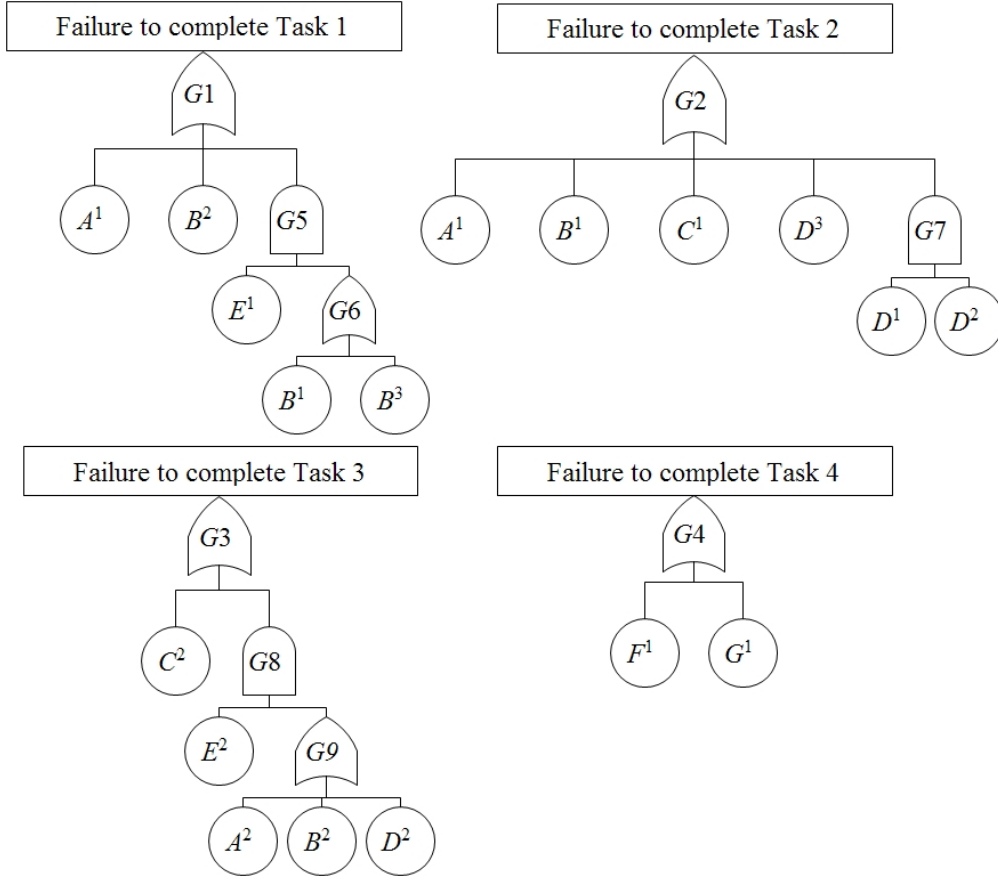 Failure to complete Task 1
G1
A¹ B² G5
E¹ G6
B¹ B³
Failure to complete Task 2
G2
A¹ B¹ C¹ D³ G7
D¹ D²
Failure to complete Task 3
G3
C² G8
E² G9
A² B² D²
Failure to complete Task 4
G4
F¹ G¹